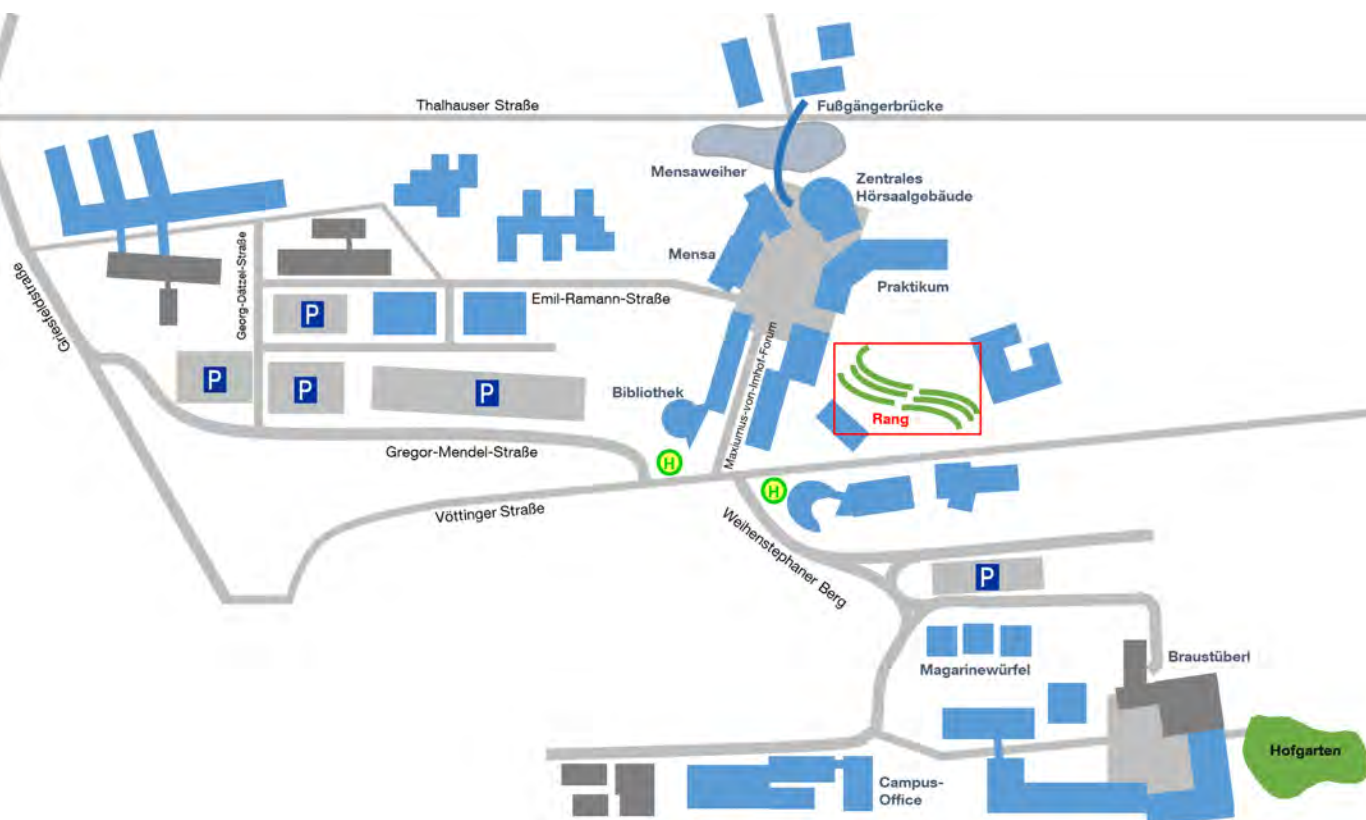 Thalhauser Straße
Fußgängerbrücke
Mensaweiher
Zentrales
Hörsaalgebäude
Mensa
Praktikum
Georg-Dätzel-Straße
Griesfeldstraße
Emil-Ramann-Straße
P
P
P
P
Maxiumus-von-Imhof-Forum
Bibliothek
Rang
Gregor-Mendel-Straße
H
H
Vöttinger Straße
Weihenstephaner Berg
P
Magarinewürfel
Braustüberl
Hofgarten
Campus-
Office